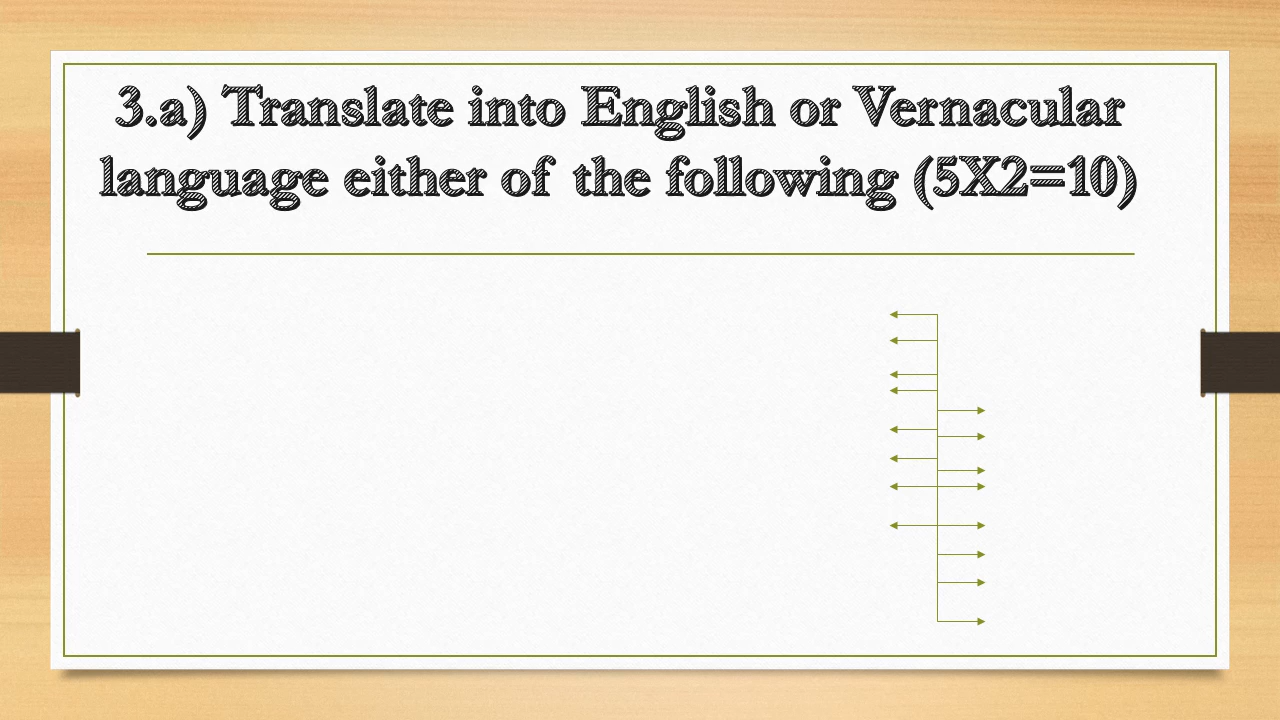 3.a) Translate into English or Vernacular
language either of the following (5X2=10)